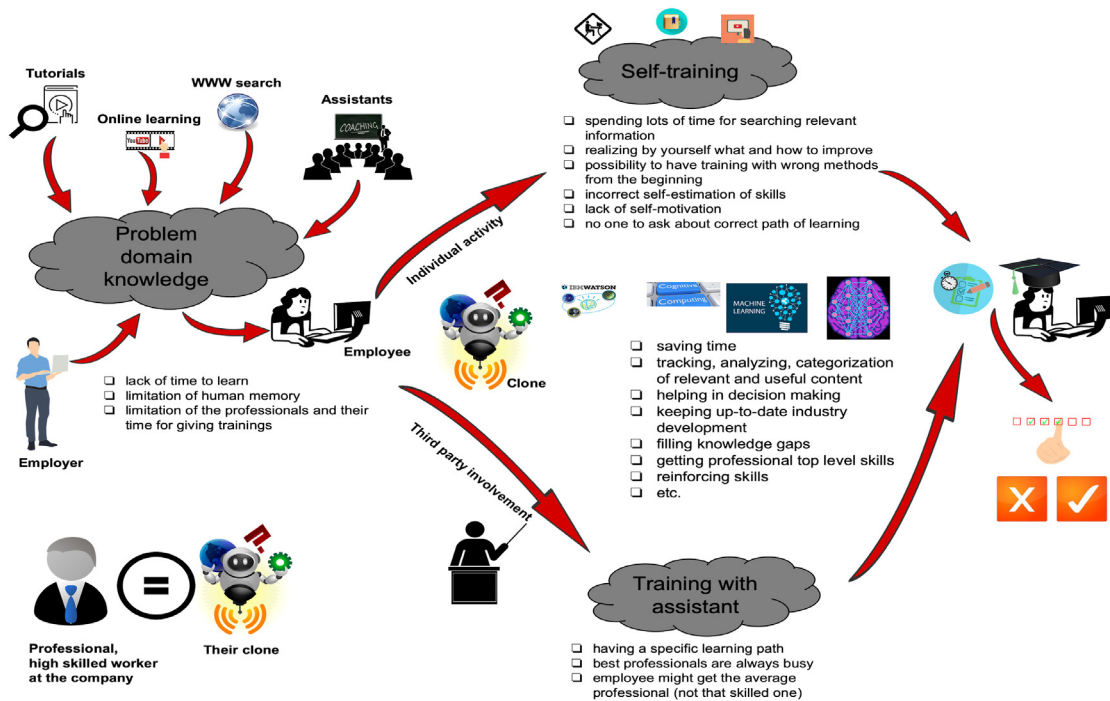 Tutorials
Online learning
YouTube
WWW search
Assistants
COACHING
Problem
domain
knowledge
Employee
Employer
❑ lack of time to learn
❑ limitation of human memory
❑ limitation of the professionals and their
time for giving trainings
Individual activity
Third party involvement
Clone
Self-training
❑ spending lots of time for searching relevant
information
❑ realizing by yourself what and how to improve
❑ possibility to have training with wrong methods
from the beginning
❑ incorrect self-estimation of skills
❑ lack of self-motivation
❑ no one to ask about correct path of learning
IBM WATSON
Cognitive
Computing
MACHINE
LEARNING
❑ saving time
❑ tracking, analyzing, categorization
of relevant and useful content
❑ helping in decision making
❑ keeping up-to-date industry
development
❑ filling knowledge gaps
❑ getting professional top level skills
❑ reinforcing skills
❑ etc.
Training with
assistant
❑ having a specific learning path
❑ best professionals are always busy
❑ employee might get the average
professional (not that skilled one)
Professional,
high skilled worker
at the company
=
Their clone
X